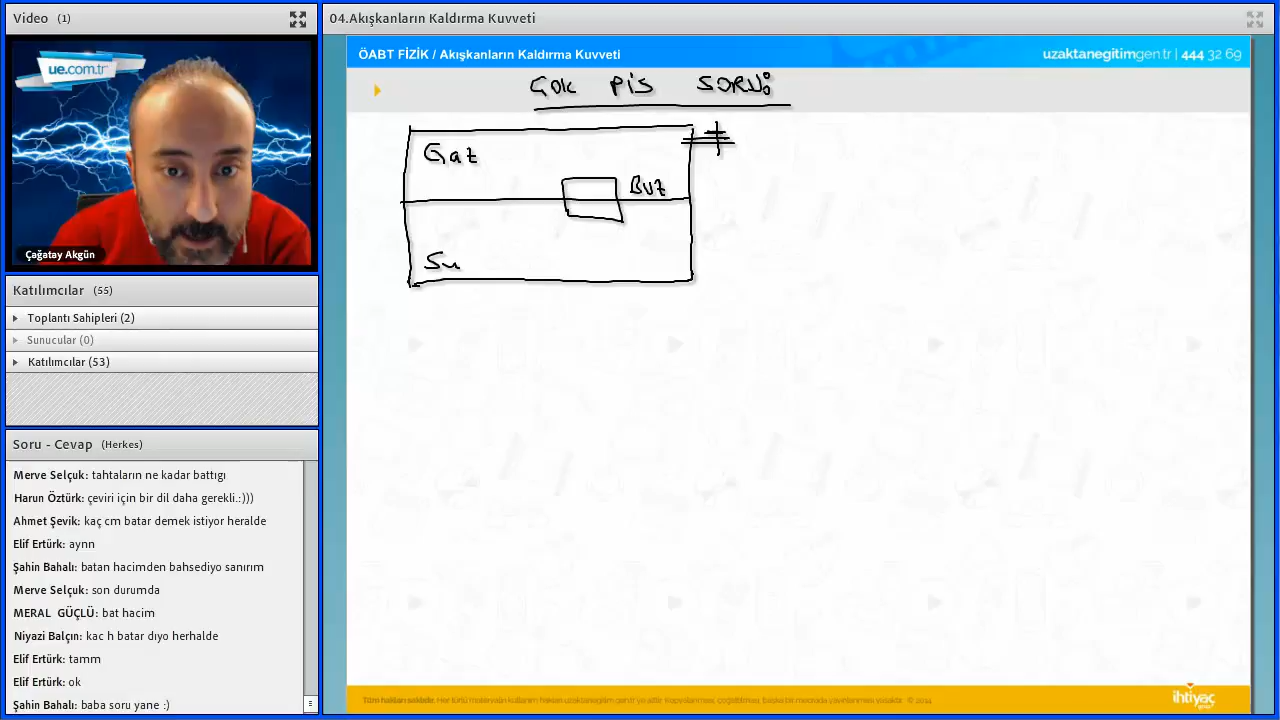 Video (1)
04.Akışkanların Kaldırma Kuvveti
ue.com.tr
Çağatay Akgün
ÖABT FİZİK / Akışkanların Kaldırma Kuvveti
uzaktanegitimgen.tr | 444 32 69
ÇOK PİS SORU:
Gaz
Buz
Su
Katılımcılar (55)
Toplantı Sahipleri (2)
Sunucular (0)
Katılımcılar (53)
Soru - Cevap (Herkes)
Merve Selçuk: tahtaların ne kadar battıgı
Harun Öztürk: çeviri için bir dil daha gerekli.:)))
Ahmet Şevik: kaç cm batar demek istiyor heralde
Elif Ertürk: aynn
Şahin Bahalı: batan hacimden bahsediyo sanırım
Merve Selçuk: son durumda
MERAL GÜÇLÜ: bat hacim
Niyazi Balçın: kac h batar dıyo herhalde
Elif Ertürk: tamm
Elif Ertürk: ok
Şahin Bahalı: baba soru yane :)
ihtiyaç